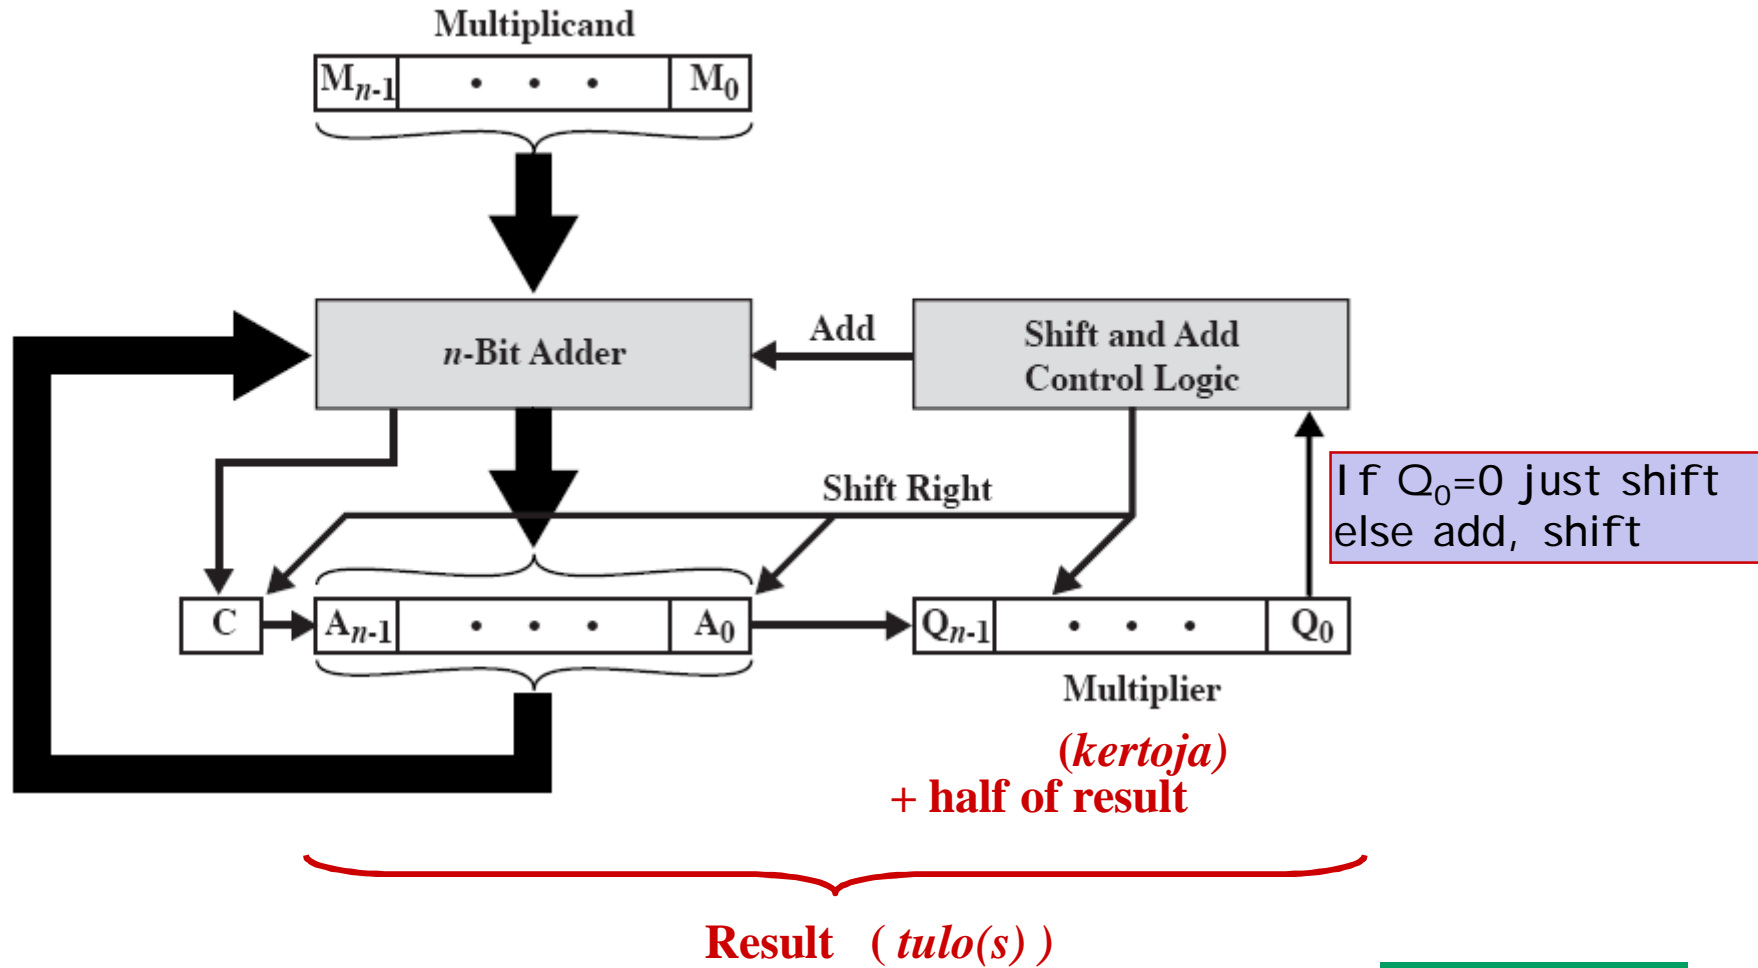 Multiplicand
Mn-1 • • • M0
n-Bit Adder
Add
Shift and Add
Control Logic
If Q0=0 just shift
else add, shift
Shift Right
C
An-1 • • • A0
Qn-1 • • • Q0
Multiplier
(kertoja)
+ half of result
Result ( tulo(s) )